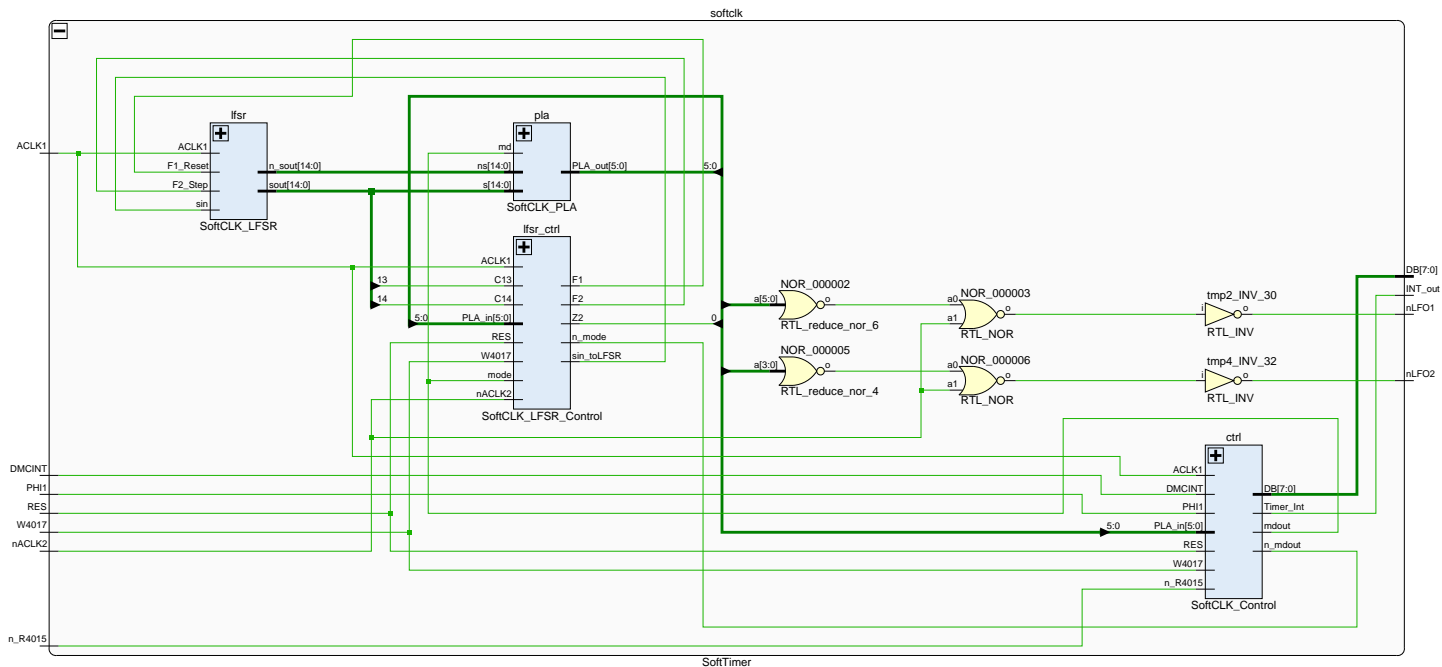 softclk
lfsr
pla
ACLK1
ACLK1
F1_Reset
F2_Step
sin
n_sout[14:0]
sout[14:0]
SoftCLK_LFSR
md
ns[14:0]
s[14:0]
PLA_out[5:0]
5:0
SoftCLK_PLA
lfsr_ctrl
ACLK1
13
C13
14
C14
5:0
PLA_in[5:0]
RES
W4017
mode
nACLK2
F1
F2
Z2
0
n_mode
sin_toLFSR
SoftCLK_LFSR_Control
NOR_000002
a[5:0]
o
RTL_reduce_nor_6
NOR_000003
a0
a1
o
RTL_NOR
tmp2_INV_30
i
o
RTL_INV
NOR_000005
a[3:0]
o
RTL_reduce_nor_4
NOR_000006
a0
a1
o
RTL_NOR
tmp4_INV_32
i
o
RTL_INV
DB[7:0]
INT_out
nLFO1
nLFO2
ctrl
ACLK1
DMCINT
PHI1
5:0
PLA_in[5:0]
RES
W4017
n_R4015
DB[7:0]
Timer_Int
mdout
n_mdout
SoftCLK_Control
DMCINT
PHI1
RES
W4017
nACLK2
n_R4015
SoftTimer